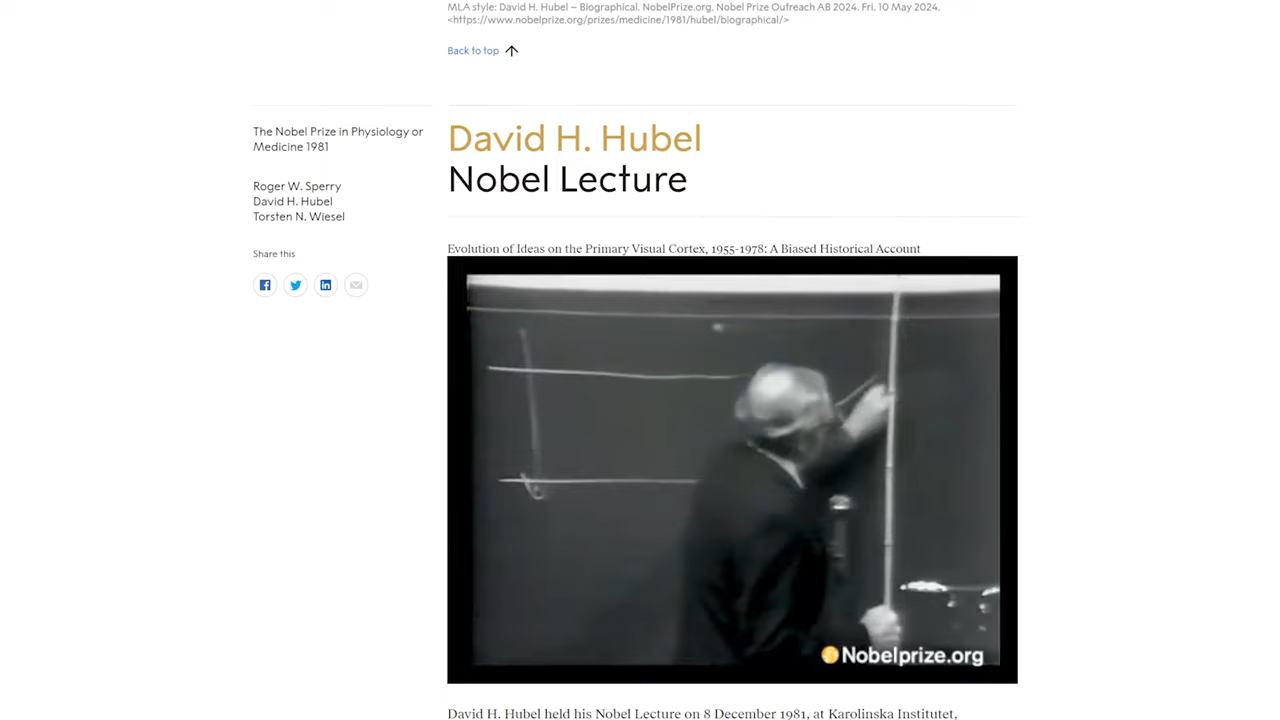 MLA style: David H. Hubel – Biographical. NobelPrize.org. Nobel Prize Outreach AB 2024. Fri. 10 May 2024.
<https://www.nobelprize.org/prizes/medicine/1981/hubel/biographical/>
Back to top
The Nobel Prize in Physiology or
Medicine 1981
Roger W. Sperry
David H. Hubel
Torsten N. Wiesel
Share this
David H. Hubel
Nobel Lecture
Evolution of Ideas on the Primary Visual Cortex, 1955-1978: A Biased Historical Account
Nobelprize.org
David H. Hubel held his Nobel Lecture on 8 December 1981, at Karolinska Institutet,